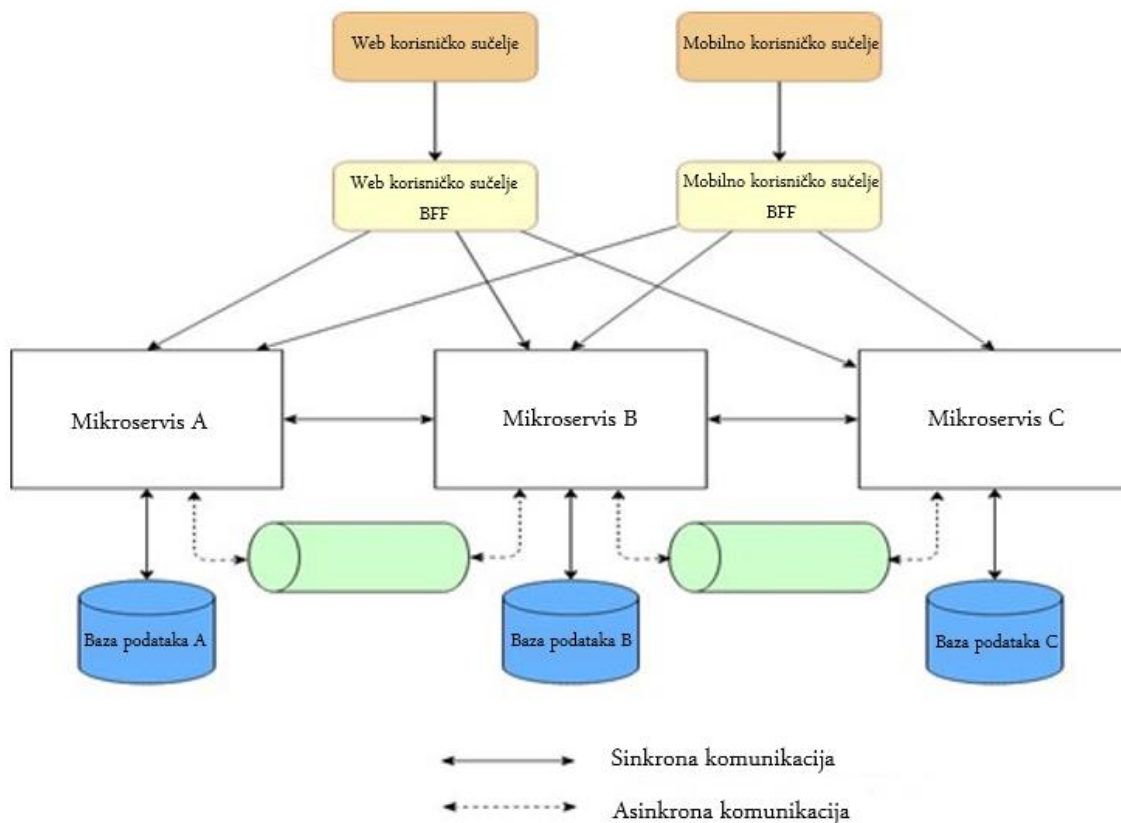 Web korisničko sučelje
Mobilno korisničko sučelje
Web korisničko sučelje
BFF
Mobilno korisničko sučelje
BFF
Mikroservis A
Mikroservis B
Mikroservis C
Baza podataka A
Baza podataka B
Baza podataka C
Sinkrona komunikacija
Asinkrona komunikacija